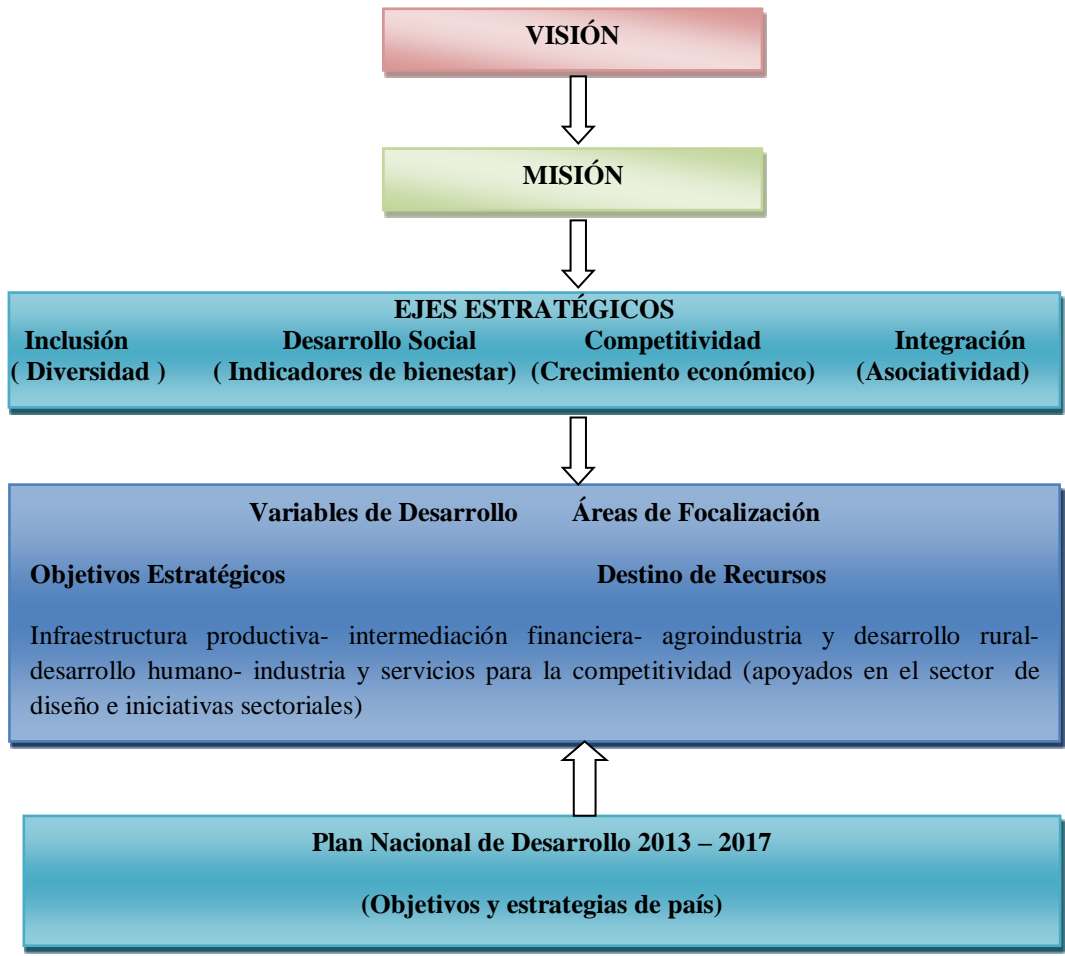 VISIÓN
MISIÓN
EJES ESTRATÉGICOS
Inclusión Desarrollo Social Competitividad Integración
( Diversidad ) ( Indicadores de bienestar) (Crecimiento económico) (Asociatividad)
Variables de Desarrollo Áreas de Focalización
Objetivos Estratégicos Destino de Recursos
Infraestructura productiva- intermediación financiera- agroindustria y desarrollo rural-
desarrollo humano- industria y servicios para la competitividad (apoyados en el sector de
diseño e iniciativas sectoriales)
Plan Nacional de Desarrollo 2013 – 2017
(Objetivos y estrategias de país)